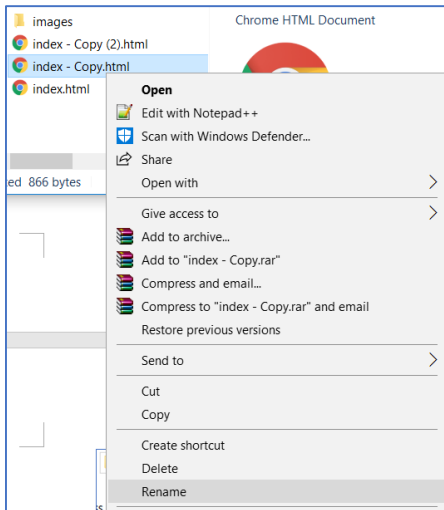 images
Chrome HTML Document
index - Copy (2).html
index - Copy.html
index.html
Open
Edit with Notepad++
Scan with Windows Defender...
Share
ed 866 bytes
Open with
Give access to
Add to archive...
Add to "index - Copy.rar"
Compress and email...
Compress to "index - Copy.rar" and email
Restore previous versions
Send to
Cut
Copy
Create shortcut
Delete
Rename